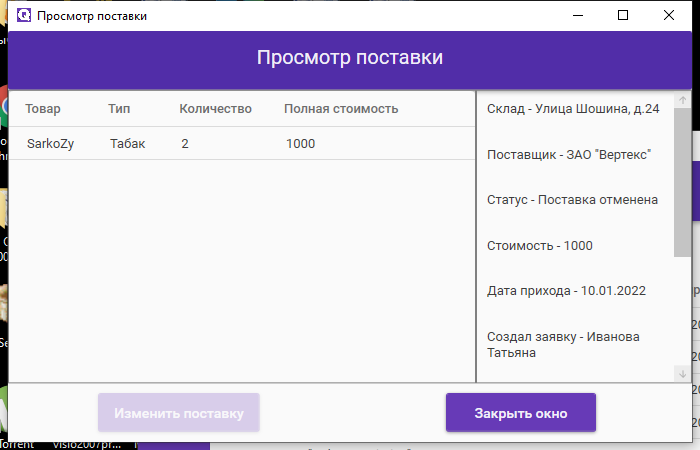 Просмотр поставки
Просмотр поставки
Товар Тип Количество Полная стоимость
SarkoZy Табак 2 1000
Склад - Улица Шошина, д.24
Поставщик - ЗАО "Вертекс"
Статус - Поставка отменена
Стоимость - 1000
Дата прихода - 10.01.2022
Создал заявку - Иванова
Татьяна
Изменить поставку Закрыть окно
Torrent visio2007pr...